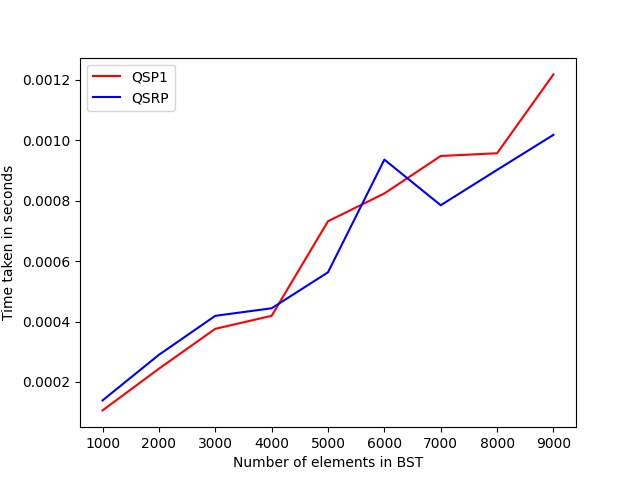 QSP1
QSRP
0.0012
0.0010
0.0008
0.0006
0.0004
0.0002
Time taken in seconds
1000 2000 3000 4000 5000 6000 7000 8000 9000
Number of elements in BST